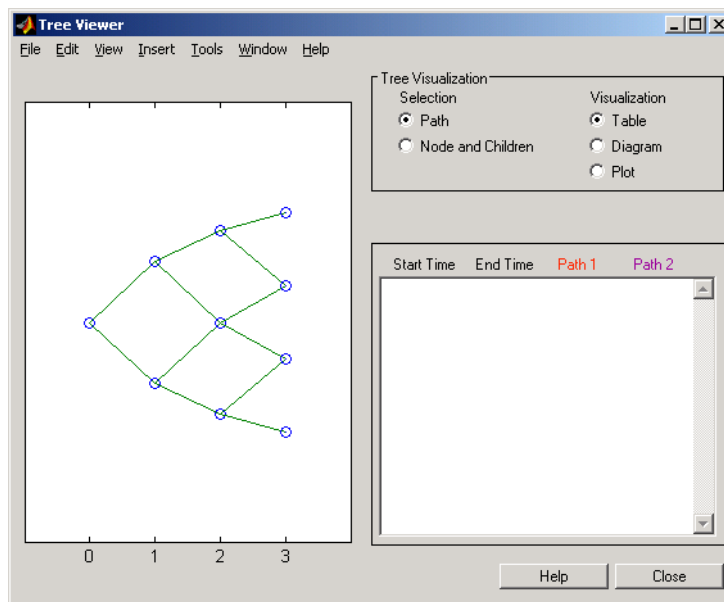 Tree Viewer
File Edit View Insert Tools Window Help
Tree Visualization
Selection Visualization
Path Table
Node and Children Diagram
Plot
Start Time End Time Path 1 Path 2
0 1 2 3
Help Close